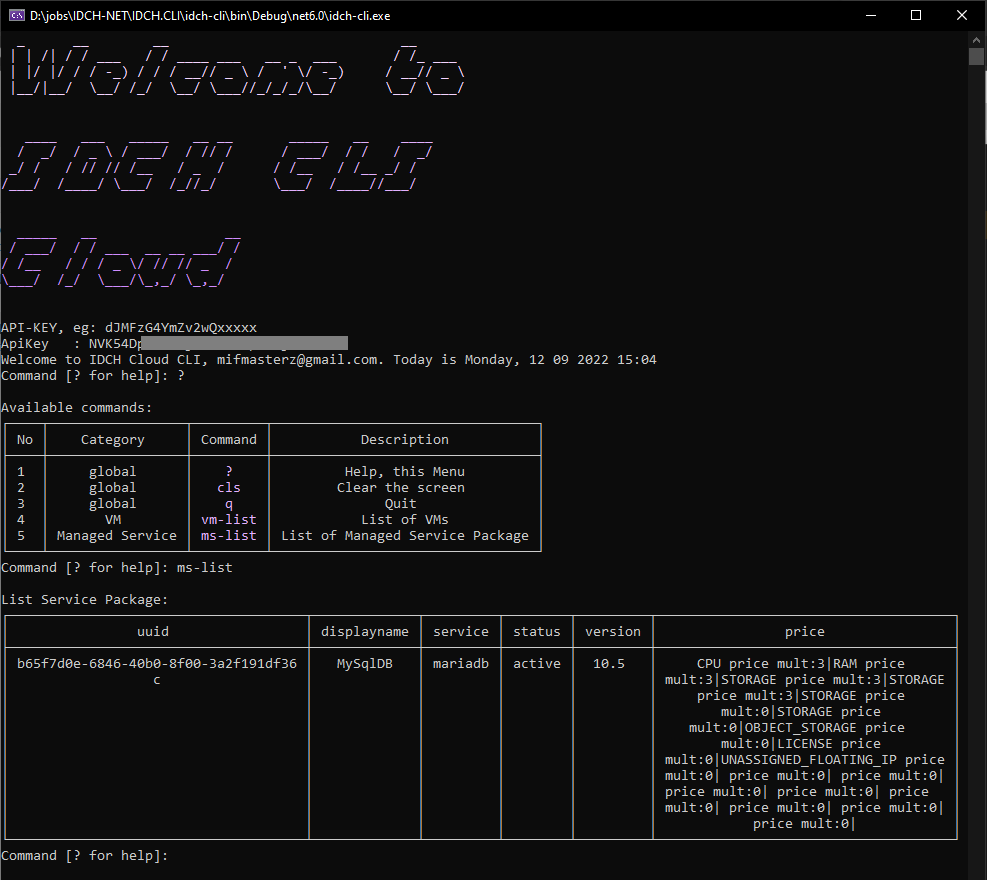 D:\jobs\IDCH-NET\IDCH.CLI\idch-cli\bin\Debug\net6.0\idch-cli.exe
Welcome to
IDCH CLI
Cloud
API-KEY, eg: dJMFzG4YmZv2wQxxxxx
ApiKey : NVK54Dp
Welcome to IDCH Cloud CLI, mifmasterz@gmail.com. Today is Monday, 12 09 2022 15:04
Command [? for help]: ?
Available commands:
No Category Command Description
1 global ? Help, this Menu
2 global cls Clear the screen
3 global q Quit
4 VM vm-list List of VMs
5 Managed Service ms-list List of Managed Service Package
Command [? for help]: ms-list
List Service Package:
uuid displayname service status version price
b65f7d0e-6846-40b0-8f00-3a2f191df36 MySqlDB mariadb active 10.5 CPU price mult:3|RAM price
c mult:3|STORAGE price mult:3|STORAGE
price mult:3|STORAGE price
mult:0|STORAGE price
mult:0|OBJECT_STORAGE price
mult:0|LICENSE price
mult:0|UNASSIGNED_FLOATING_IP price
mult:0| price mult:0| price mult:0|
price mult:0| price mult:0| price
mult:0| price mult:0| price mult:0|
price mult:0|
Command [? for help]: